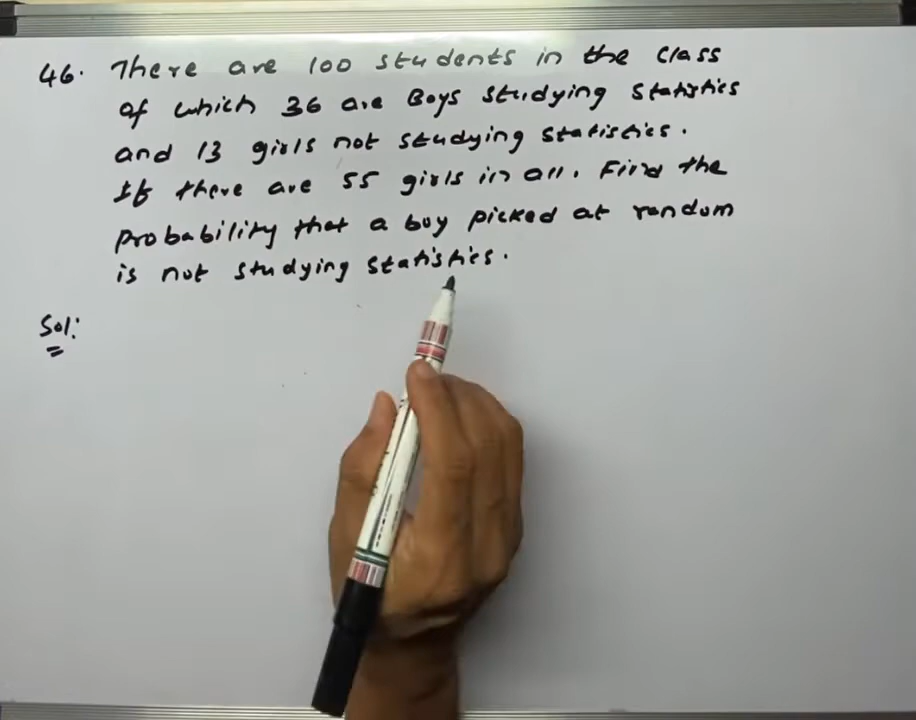 46. There are 100 students in the class
of which 36 are Boys studying statistics
and 13 girls not studying statistics.
If there are 55 girls in all. Find the
probability that a boy picked at random
is not studying statistics.
Sol: